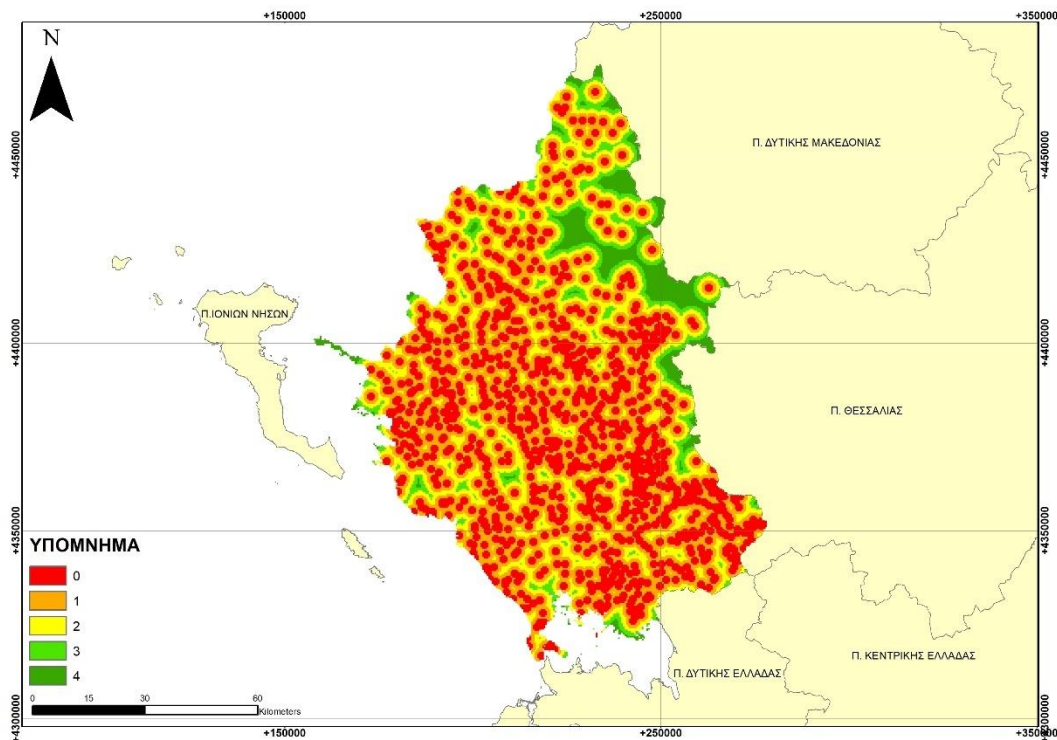 +150000
+250000
+350000
N
+4450000
+4450000
Π. ΔΥΤΙΚΗΣ ΜΑΚΕΔΟΝΙΑΣ
Π.ΙΟΝΙΩΝ ΝΗΣΩΝ
+4400000
+4400000
Π. ΘΕΣΣΑΛΙΑΣ
+4350000
+4350000
ΥΠΟΜΝΗΜΑ
0
1
2
3
4
Π. ΚΕΝΤΡΙΚΗΣ ΕΛΛΑΔΑΣ
Π. ΔΥΤΙΚΗΣ ΕΛΛΑΔΑΣ
0 15 30 60
Kilometers
+4300000
+4300000
+150000
+250000
+350000